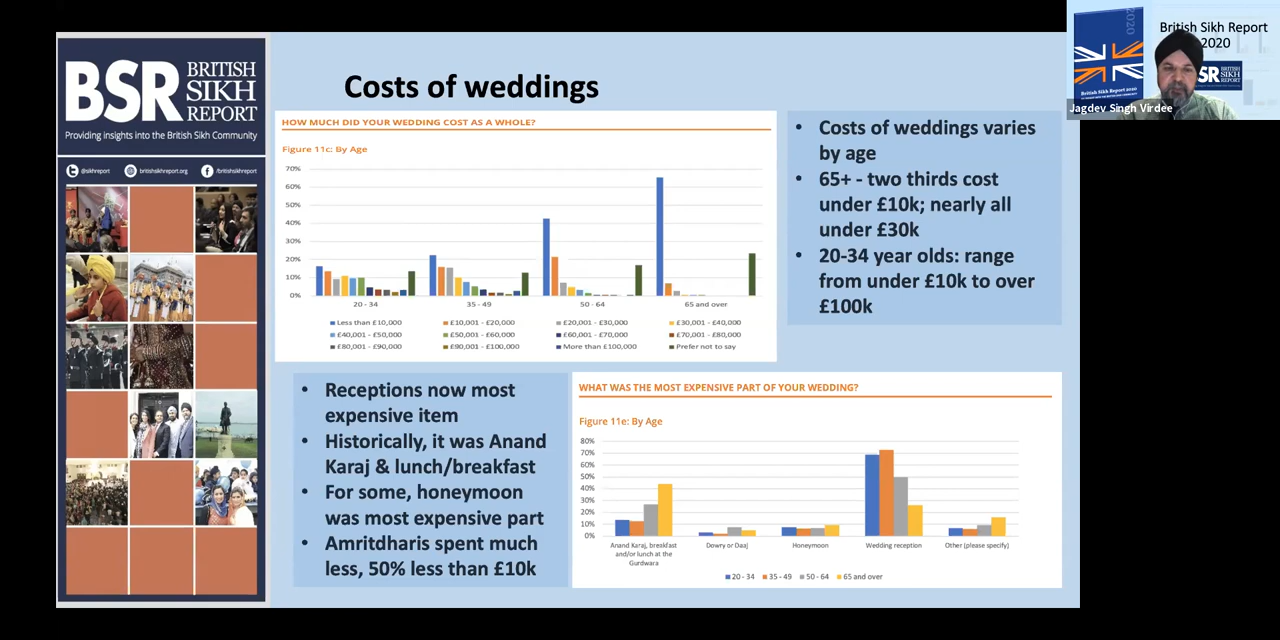 BSR BRITISH
SIKH
REPORT
Providing insights into the British Sikh Community
@sikhreport
britishsikhreport.org
/britishsikhreport
Costs of weddings
HOW MUCH DID YOUR WEDDING COST AS A WHOLE?
Figure 11c: By Age
70%
60%
50%
40%
30%
20%
10%
0%
20 - 34
35 - 49
50 - 64
65 and over
Less than £10,000
£10,001 - £20,000
£20,001 - £30,000
£30,001 - £40,000
£40,001 - £50,000
£50,001 - £60,000
£60,001 - £70,000
£70,001 - £80,000
£80,001 - £90,000
£90,001 - £100,000
More than £100,000
Prefer not to say
• Costs of weddings varies
by age
• 65+ - two thirds cost
under £10k; nearly all
under £30k
• 20-34 year olds: range
from under £10k to over
£100k
• Receptions now most
expensive item
• Historically, it was Anand
Karaj & lunch/breakfast
• For some, honeymoon
was most expensive part
• Amritdharis spent much
less, 50% less than £10k
WHAT WAS THE MOST EXPENSIVE PART OF YOUR WEDDING?
Figure 11e: By Age
80%
70%
60%
50%
40%
30%
20%
10%
0%
Anand Karaj, breakfast
and/or lunch at the
Gurdwara
Dowry or Daaj
Honeymoon
Wedding reception
Other (please specify)
20 - 34
35 - 49
50 - 64
65 and over
2020
British Sikh Report
2020
SR BRITISH
SIKH
REPORT
British Sikh Report 2020
Jagdev Singh Virdee